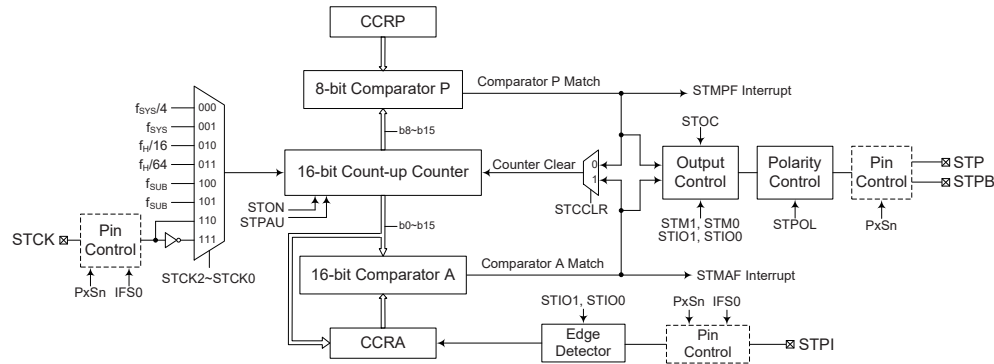 CCRP
8-bit Comparator P
Comparator P Match
STMPF Interrupt
b8~b15
fSYS/4
fSYS
fH/16
fH/64
fSUB
fSUB
000
001
010
011
100
101
110
111
16-bit Count-up Counter
Counter Clear
0
1
STCCLR
STOC
Output
Control
Polarity
Control
Pin
Control
STP
STPB
STON
STPAU
STM1, STM0
STIO1, STIO0
STPOL
PxSn
b0~b15
STCK
Pin
Control
PxSn
IFS0
STCK2~STCK0
16-bit Comparator A
Comparator A Match
STMAF Interrupt
STIO1, STIO0
PxSn
IFS0
CCRA
Edge
Detector
Pin
Control
STPI